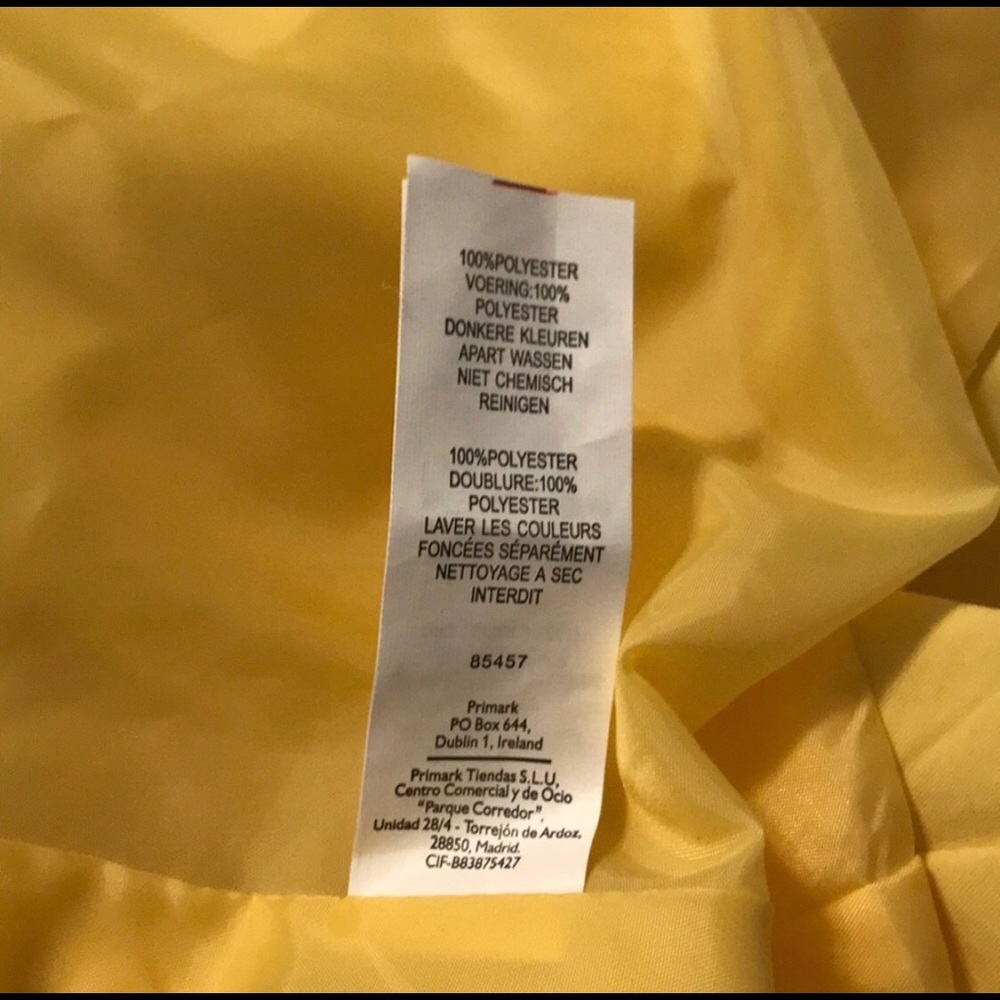 100%POLYESTER
VOERING:100%
POLYESTER
DONKERE KLEUREN
APART WASSEN
NIET CHEMISCH
REINIGEN
100%POLYESTER
DOUBLURE:100%
POLYESTER
LAVER LES COULEURS
FONCÉES SÉPARÉMENT
NETTOYAGE A SEC
INTERDIT
85457
Primark
PO Box 644,
Dublin 1, Ireland
Primark Tiendas S.L.U,
Centro Comercial y de Ocio
"Parque Corredor",
Unidad 28/4 - Torrejón de Ardoz,
28850, Madrid.
CIF-B83875427